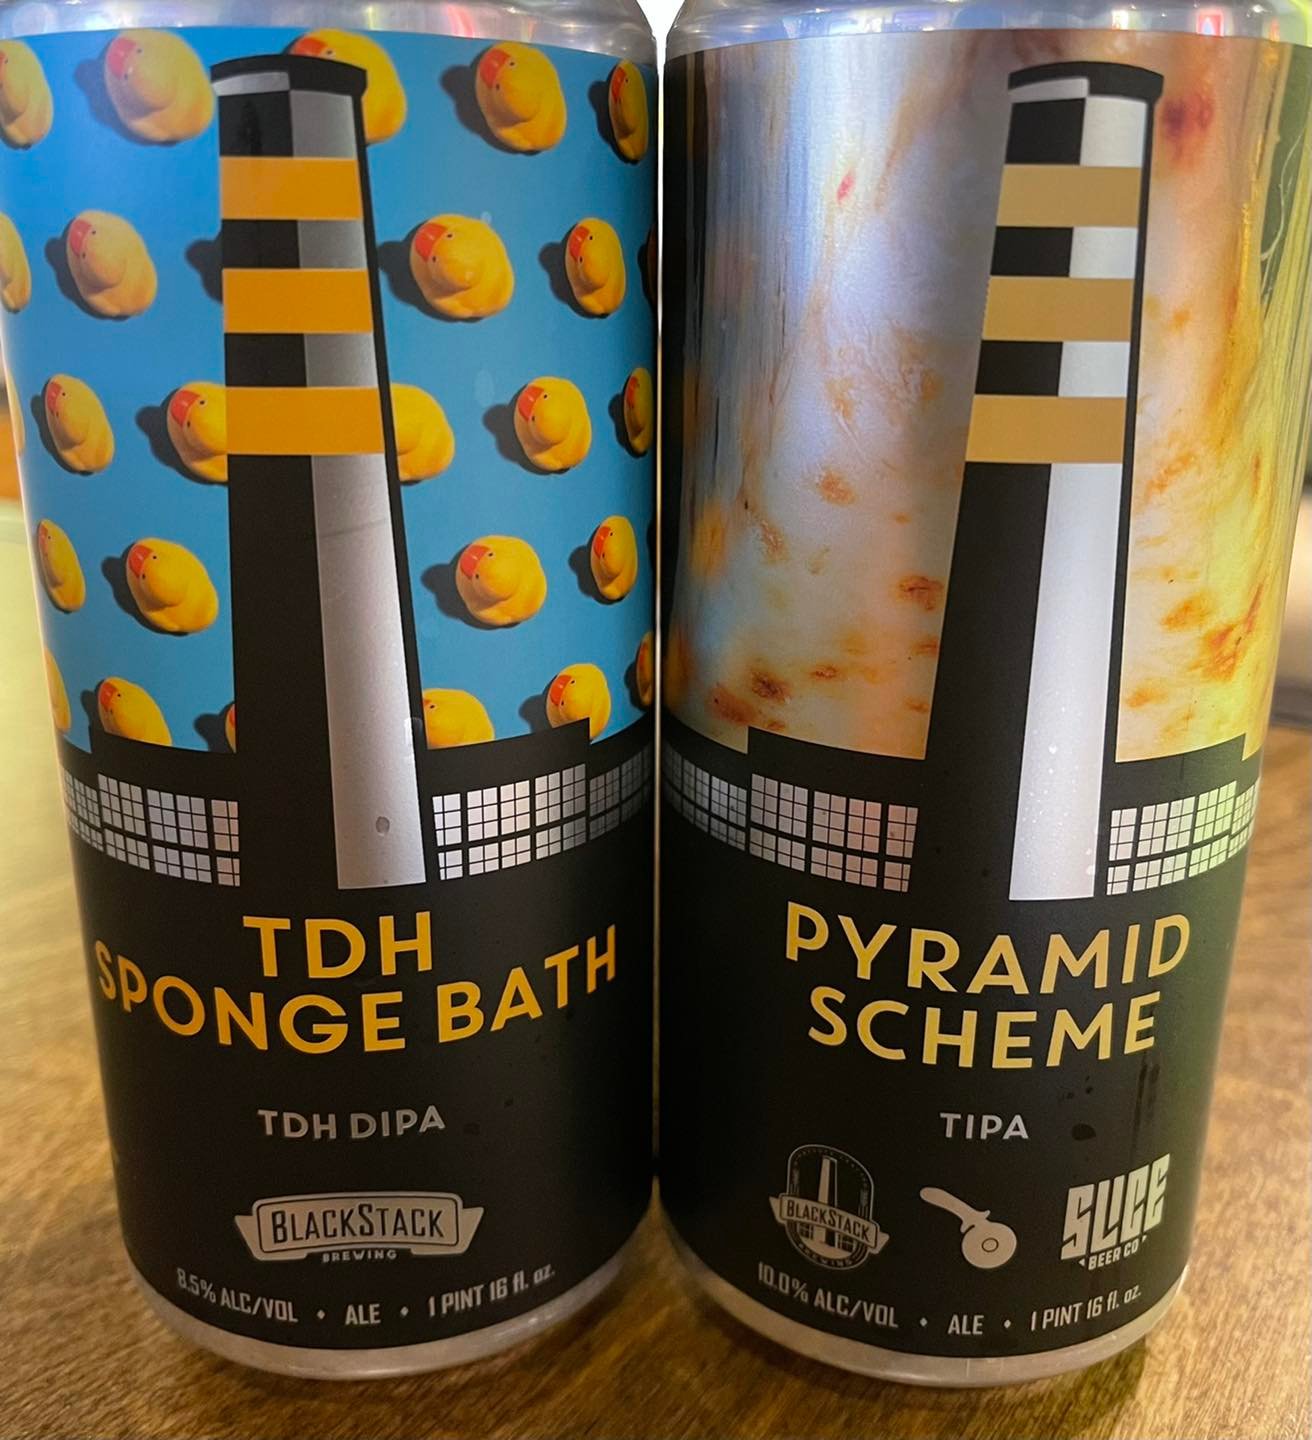 TDH
SPONGE BATH
TDH DIPA
BLACKSTACK
BREWING
8.5% ALC/VOL • ALE • 1 PINT 16 fl. oz.
PYRAMID
SCHEME
TIPA
BLACKSTACK
BREWING
SLICE
BEER CO
10.0% ALC/VOL • ALE • 1 PINT 16 fl. oz.